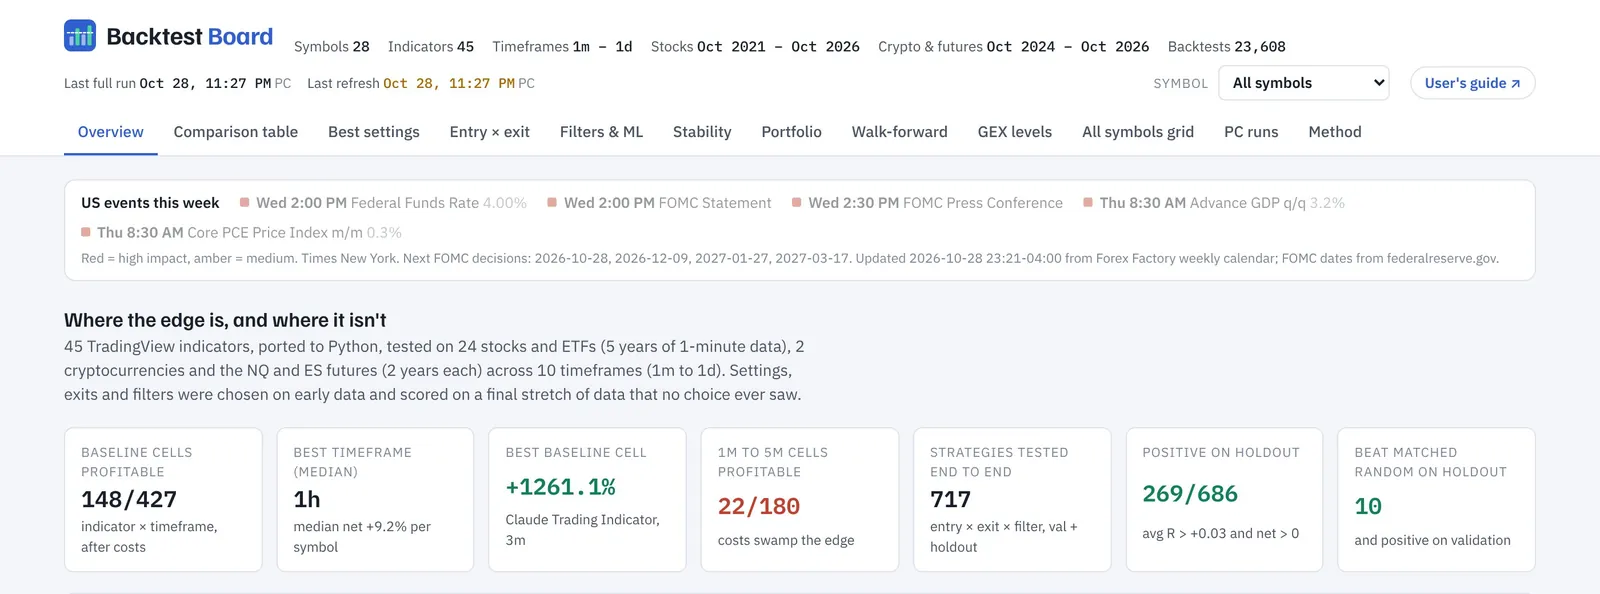 Backtest Board
Symbols 28 Indicators 45 Timeframes 1m – 1d Stocks Oct 2021 – Oct 2026 Crypto & futures Oct 2024 – Oct 2026 Backtests 23,608
Last full run Oct 28, 11:27 PM PC Last refresh Oct 28, 11:27 PM PC
SYMBOL All symbols User's guide ↗
Overview Comparison table Best settings Entry × exit Filters & ML Stability Portfolio Walk-forward GEX levels All symbols grid PC runs Method
US events this week Wed 2:00 PM Federal Funds Rate 4.00% Wed 2:00 PM FOMC Statement Wed 2:30 PM FOMC Press Conference Thu 8:30 AM Advance GDP q/q 3.2%
Thu 8:30 AM Core PCE Price Index m/m 0.3%
Red = high impact, amber = medium. Times New York. Next FOMC decisions: 2026-10-28, 2026-12-09, 2027-01-27, 2027-03-17. Updated 2026-10-28 23:21-04:00 from Forex Factory weekly calendar; FOMC dates from federalreserve.gov.
Where the edge is, and where it isn't
45 TradingView indicators, ported to Python, tested on 24 stocks and ETFs (5 years of 1-minute data), 2
cryptocurrencies and the NQ and ES futures (2 years each) across 10 timeframes (1m to 1d). Settings,
exits and filters were chosen on early data and scored on a final stretch of data that no choice ever saw.
BASELINE CELLS
PROFITABLE
148/427
indicator × timeframe,
after costs
BEST TIMEFRAME
(MEDIAN)
1h
median net +9.2% per
symbol
BEST BASELINE CELL
+1261.1%
Claude Trading Indicator,
3m
1M TO 5M CELLS
PROFITABLE
22/180
costs swamp the edge
STRATEGIES TESTED
END TO END
717
entry × exit × filter, val +
holdout
POSITIVE ON HOLDOUT
269/686
avg R > +0.03 and net > 0
BEAT MATCHED
RANDOM ON HOLDOUT
10
and positive on validation